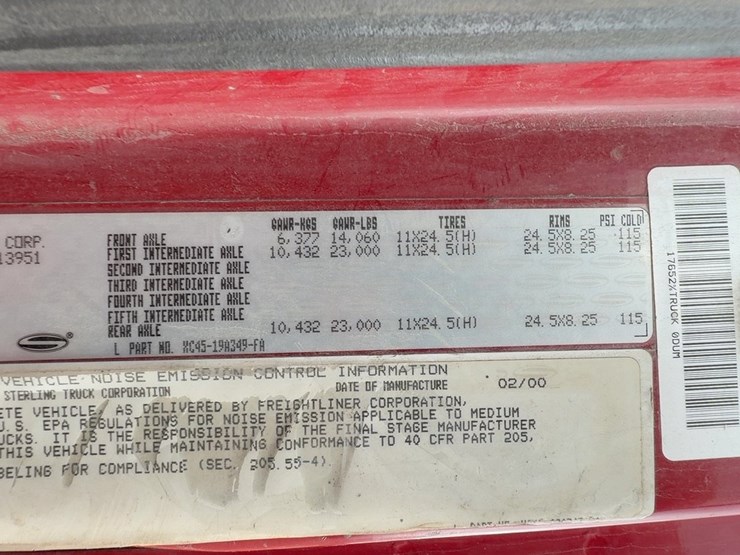 GAWR-KGS GAWR-LBS TIRES RIMS PSI COLD
CORP.
13951
FRONT AXLE 6,377 14,060 11X24.5(H) 24.5X8.25 115
FIRST INTERMEDIATE AXLE 10,432 23,000 11X24.5(H) 24.5X8.25 115
SECOND INTERMEDIATE AXLE
THIRD INTERMEDIATE AXLE
FOURTH INTERMEDIATE AXLE
FIFTH INTERMEDIATE AXLE
REAR AXLE 10,432 23,000 11X24.5(H) 24.5X8.25 115
L PART NO. XC45-19A349-FA
®
VEHICLE NOISE EMISSION CONTROL INFORMATION
STERLING TRUCK CORPORATION DATE OF MANUFACTURE 02/00
ETE VEHICLE, AS DELIVERED BY FREIGHTLINER CORPORATION,
U.S. EPA REGULATIONS FOR NOISE EMISSION APPLICABLE TO MEDIUM
UCKS. IT IS THE RESPONSIBILITY OF THE FINAL STAGE MANUFACTURER
THIS VEHICLE WHILE MAINTAINING CONFORMANCE TO 40 CFR PART 205,
BELING FOR COMPLIANCE (SEC. 205.55-4).
17652%TRUCK ODUM